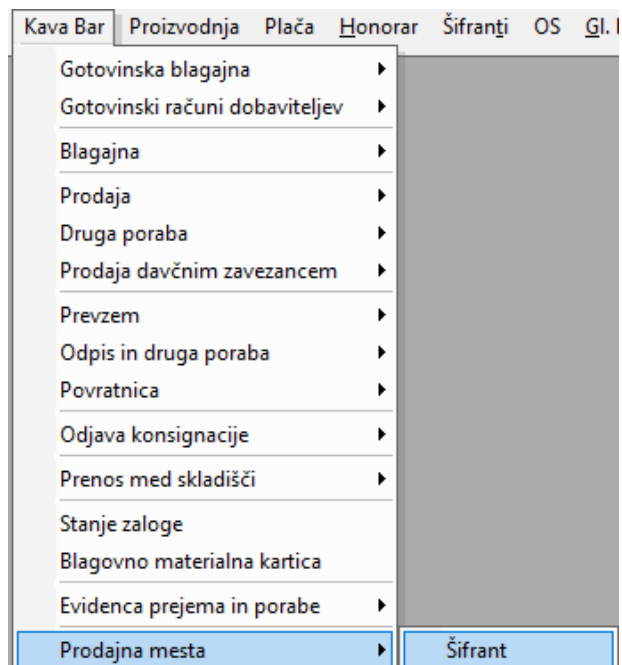 Kava Bar Proizvodnja Plača Honorar Šifranti OS Gl.
Gotovinska blagajna
Gotovinski računi dobaviteljev
Blagajna
Prodaja
Druga poraba
Prodaja davčnim zavezancem
Prevzem
Odpis in druga poraba
Povratnica
Odjava konsignacije
Prenos med skladišči
Stanje zaloge
Blagovno materialna kartica
Evidenca prejema in porabe
Prodajna mesta Šifrant